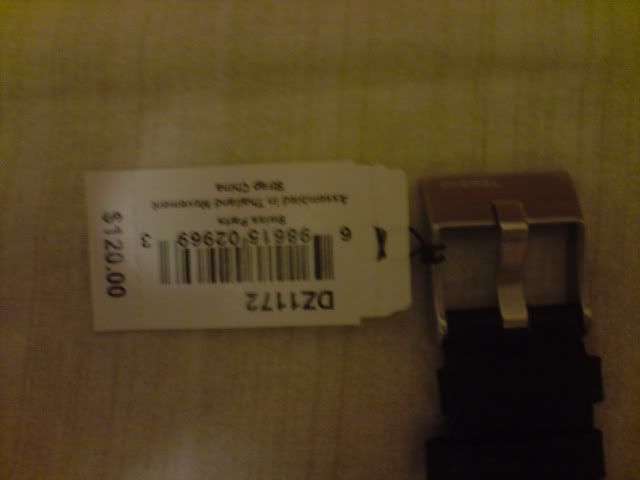 DZ1172
6 98615 02969 3
Swiss Parts
Assembled in Thailand Movement
Strap China
$120.00